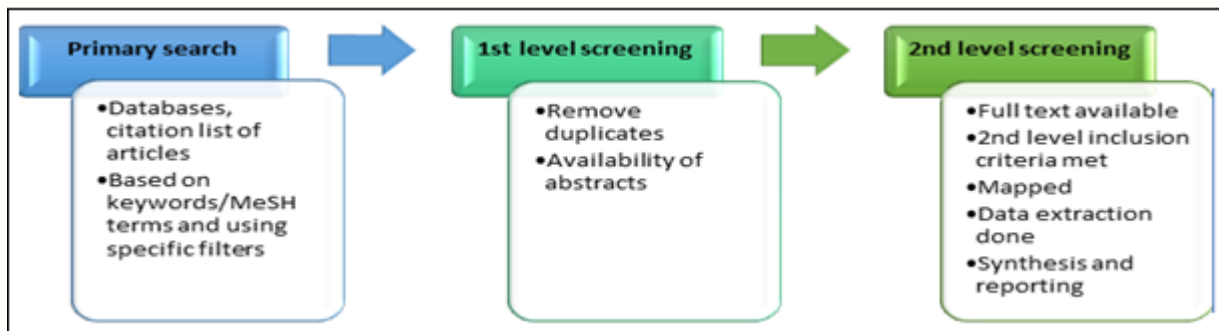 Primary search
•Databases,
citation list of
articles
•Based on
keywords/MeSH
terms and using
specific filters
1st level screening
•Remove
duplicates
•Availability of
abstracts
2nd level screening
•Full text available
•2nd level inclusion
criteria met
•Mapped
•Data extraction
done
•Synthesis and
reporting